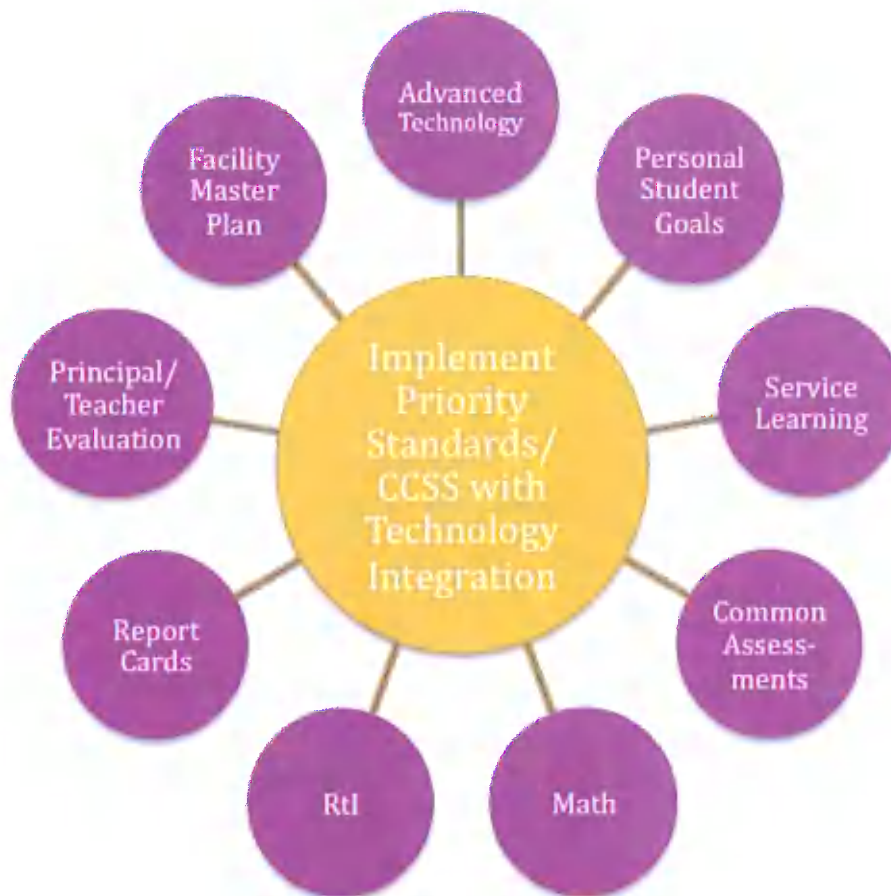 Advanced
Technology
Personal
Student
Goals
Service
Learning
Common
Assess-
ments
Math
RtI
Report
Cards
Principal/
Teacher
Evaluation
Facility
Master
Plan
Implement
Priority
Standards/
CCSS with
Technology
Integration